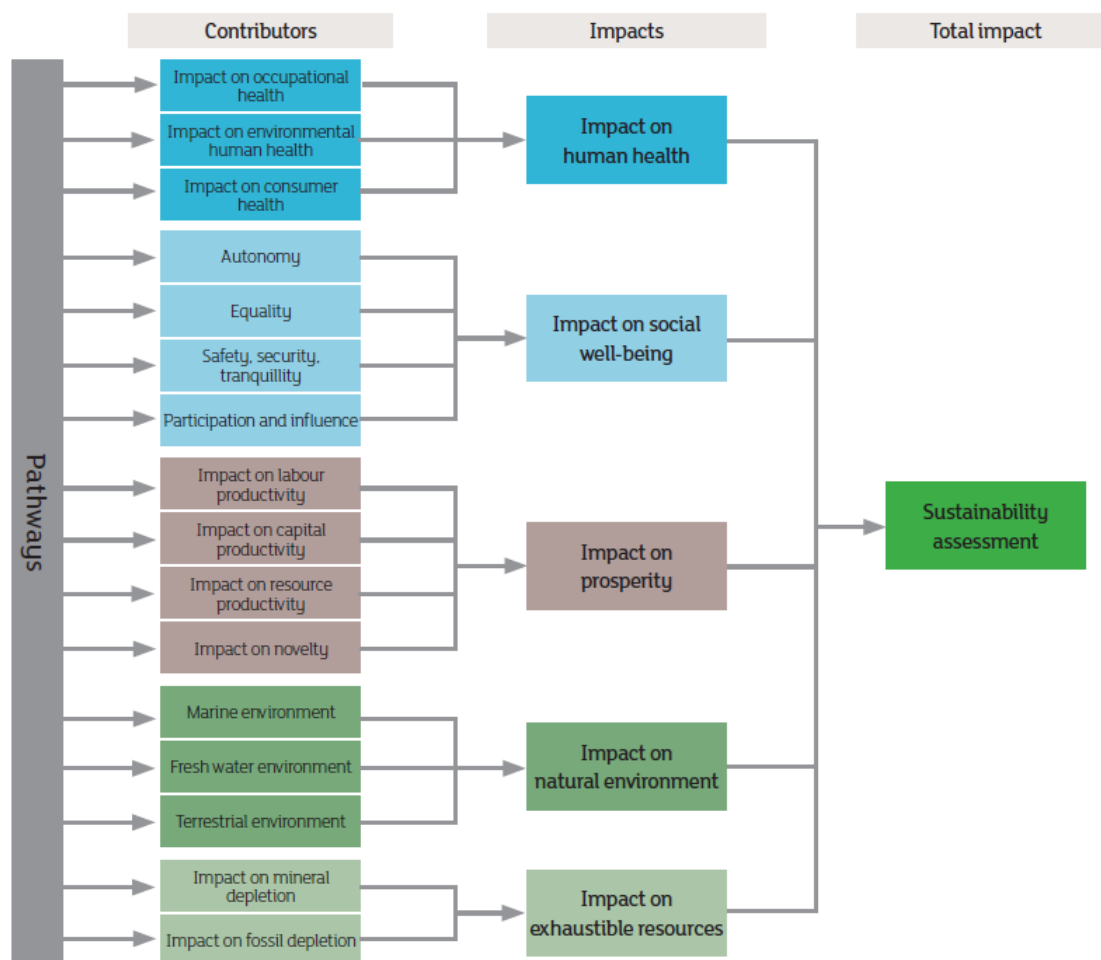 Contributors
Impacts
Total impact
Pathways
Impact on occupational
health
Impact on environmental
human health
Impact on consumer
health
Impact on
human health
Autonomy
Equality
Safety, security,
tranquillity
Participation and influence
Impact on social
well-being
Impact on labour
productivity
Impact on capital
productivity
Impact on resource
productivity
Impact on novelty
Impact on
prosperity
Marine environment
Fresh water environment
Terrestrial environment
Impact on
natural environment
Impact on mineral
depletion
Impact on fossil depletion
Impact on
exhaustible resources
Sustainability
assessment